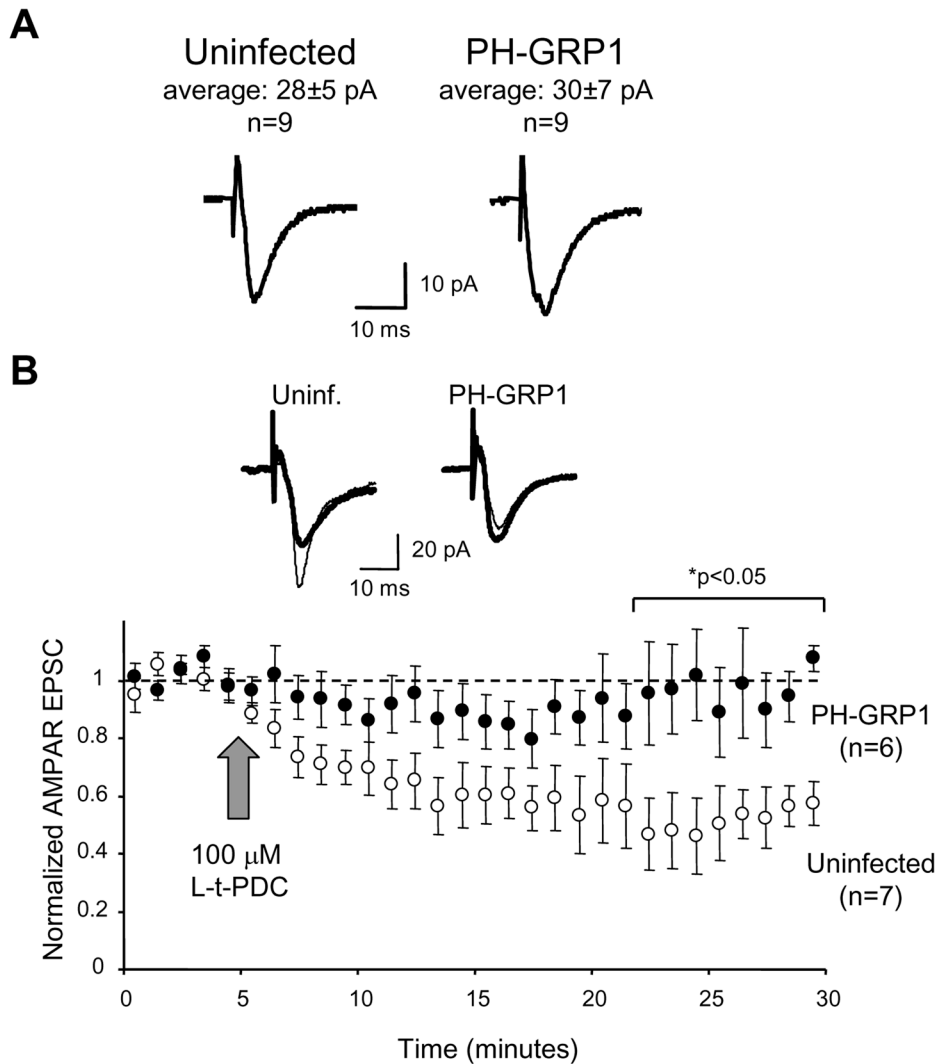 A
Uninfected
average: 28±5 pA
n=9
PH-GRP1
average: 30±7 pA
n=9
10 pA
10 ms
B
Uninf.
PH-GRP1
20 pA
10 ms
*p<0.05
Normalized AMPAR EPSC
1
0.8
0.6
0.4
0.2
0
100 μM
L-t-PDC
PH-GRP1
(n=6)
Uninfected
(n=7)
0 5 10 15 20 25 30
Time (minutes)